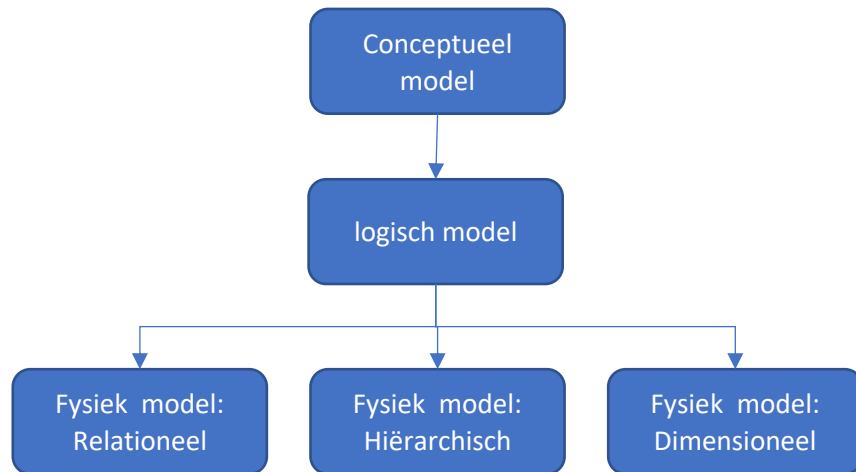 Conceptueel
model
logisch model
Fysiek model:
Relationeel
Fysiek model:
Hiërarchisch
Fysiek model:
Dimensioneel